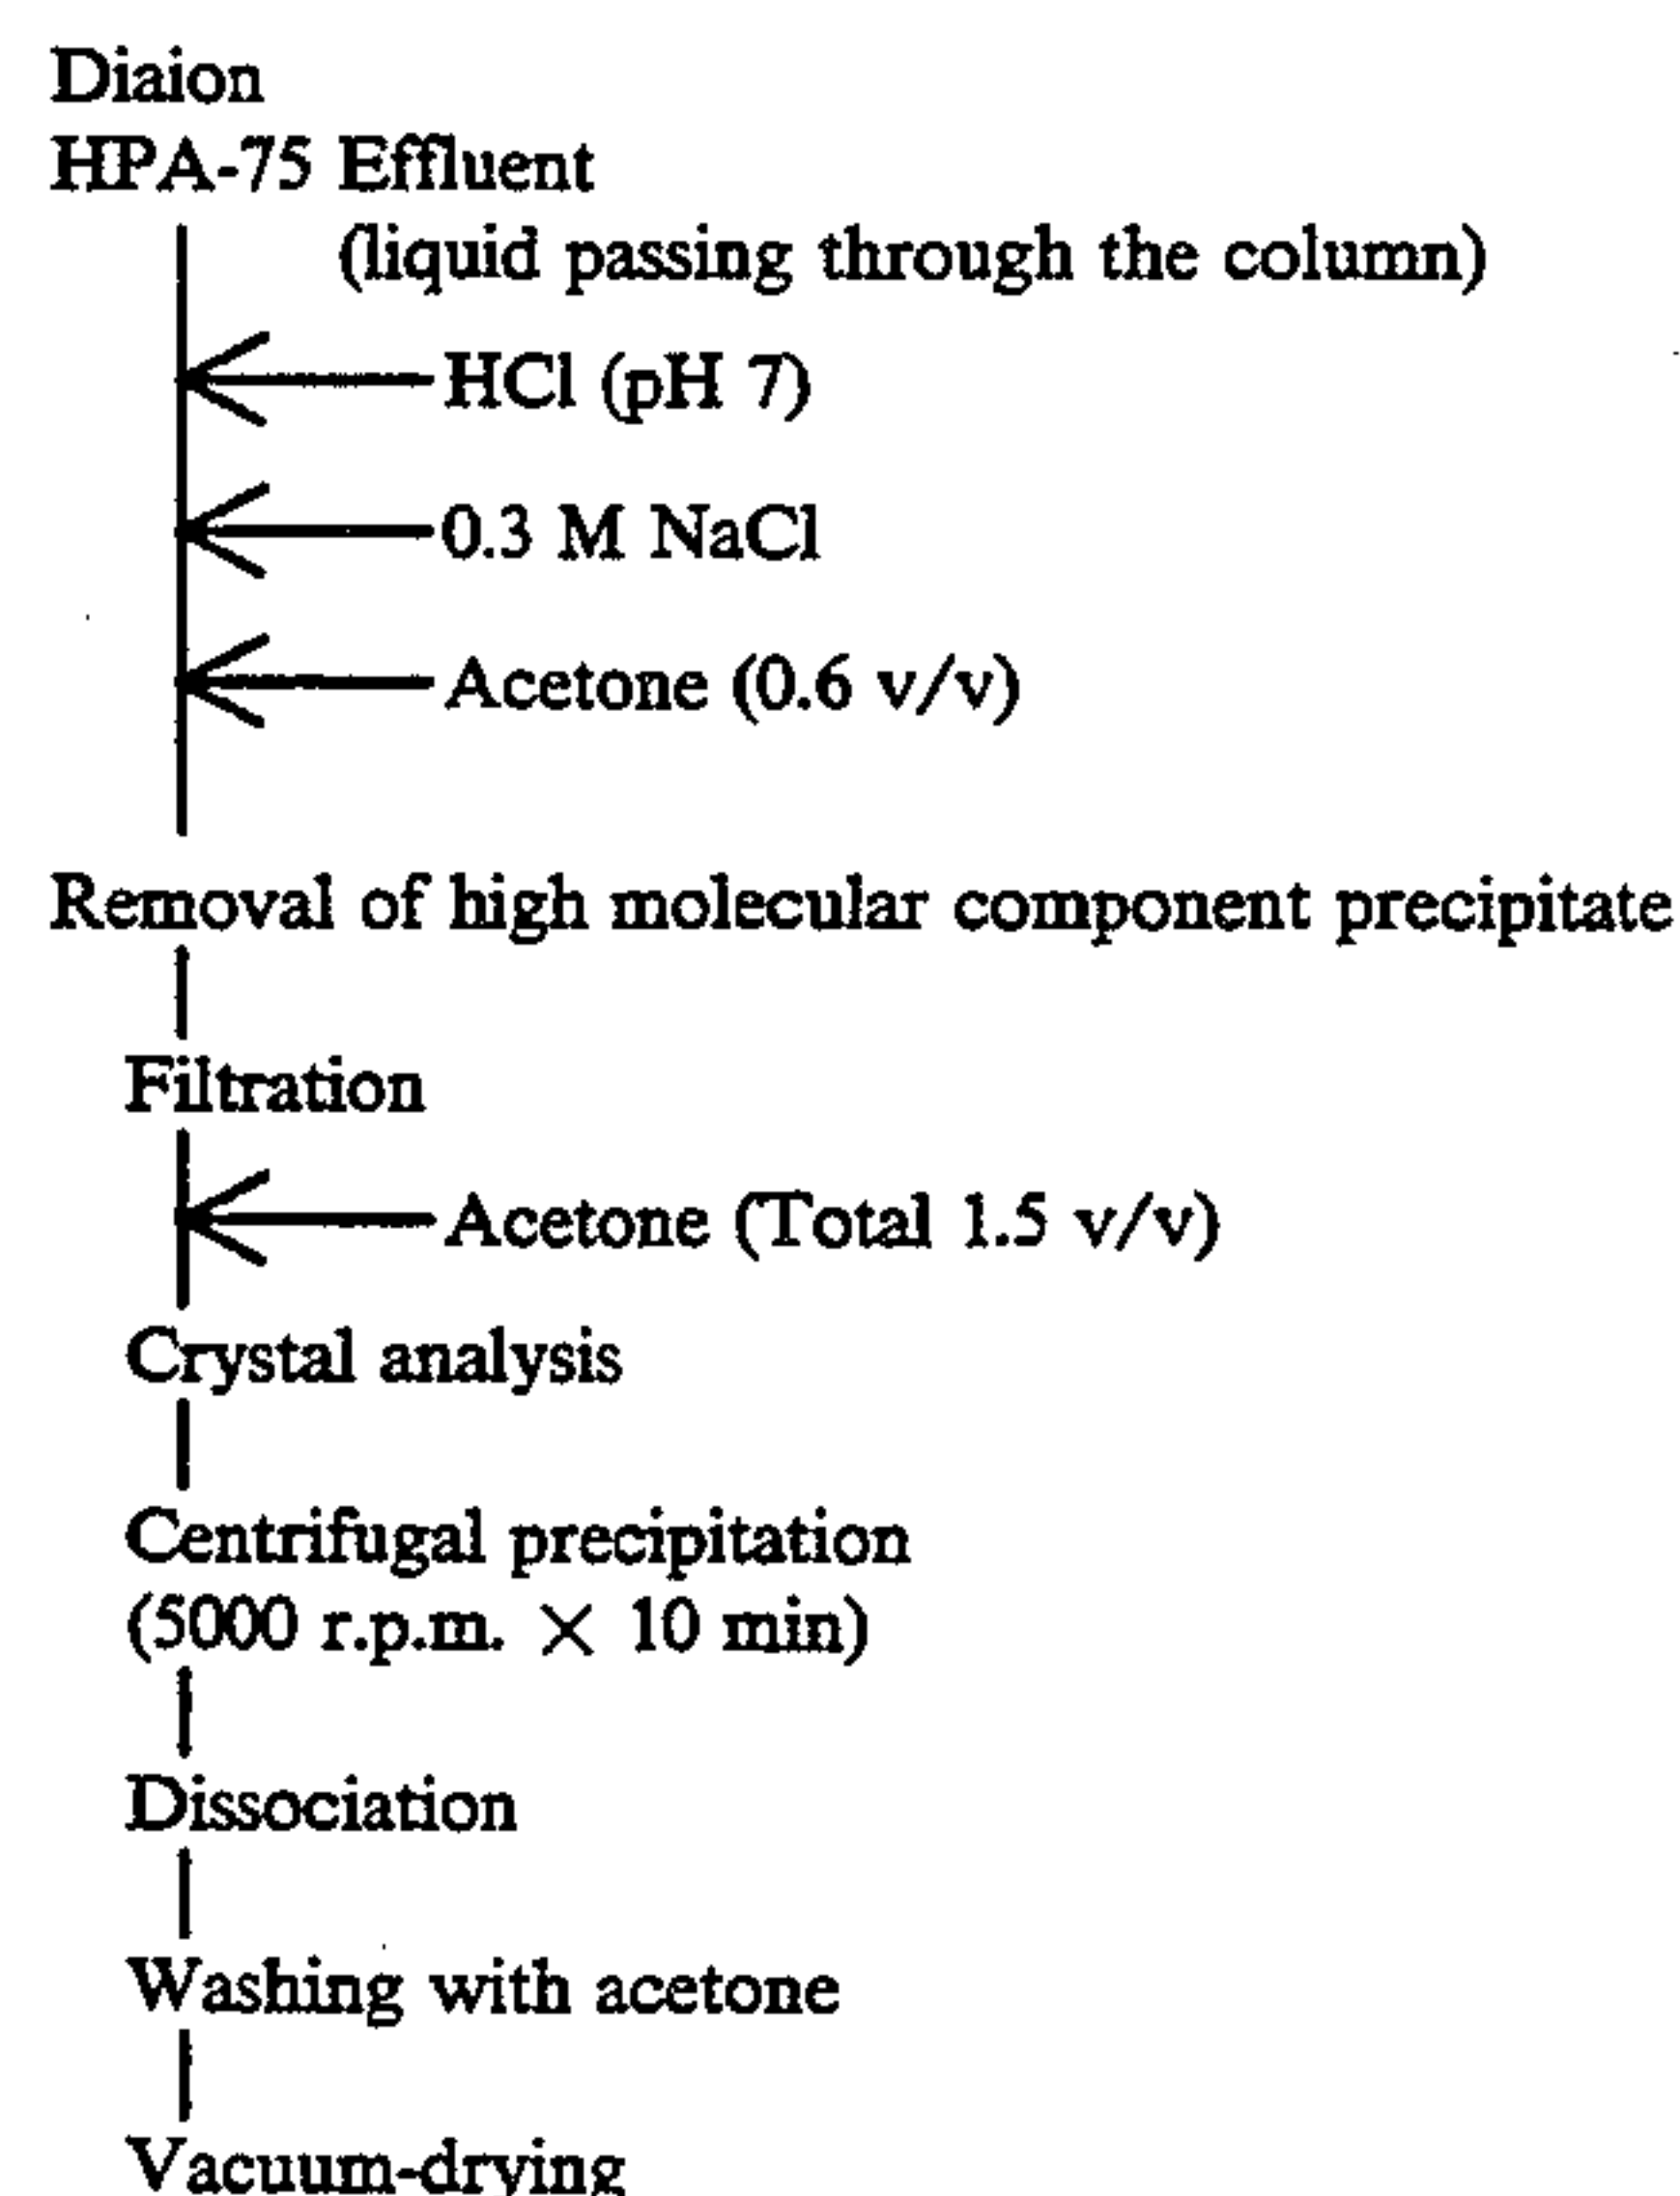 Diaion
HPA-75 Effluent
(liquid passing through the column)
HCl (pH 7)
0.3 M NaCl
Acetone (0.6 v/v)
Removal of high molecular component precipitate
Filtration
Acetone (Total 1.5 v/v)
Crystal analysis
Centrifugal precipitation
(5000 r.p.m. × 10 min)
Dissociation
Washing with acetone
Vacuum-drying